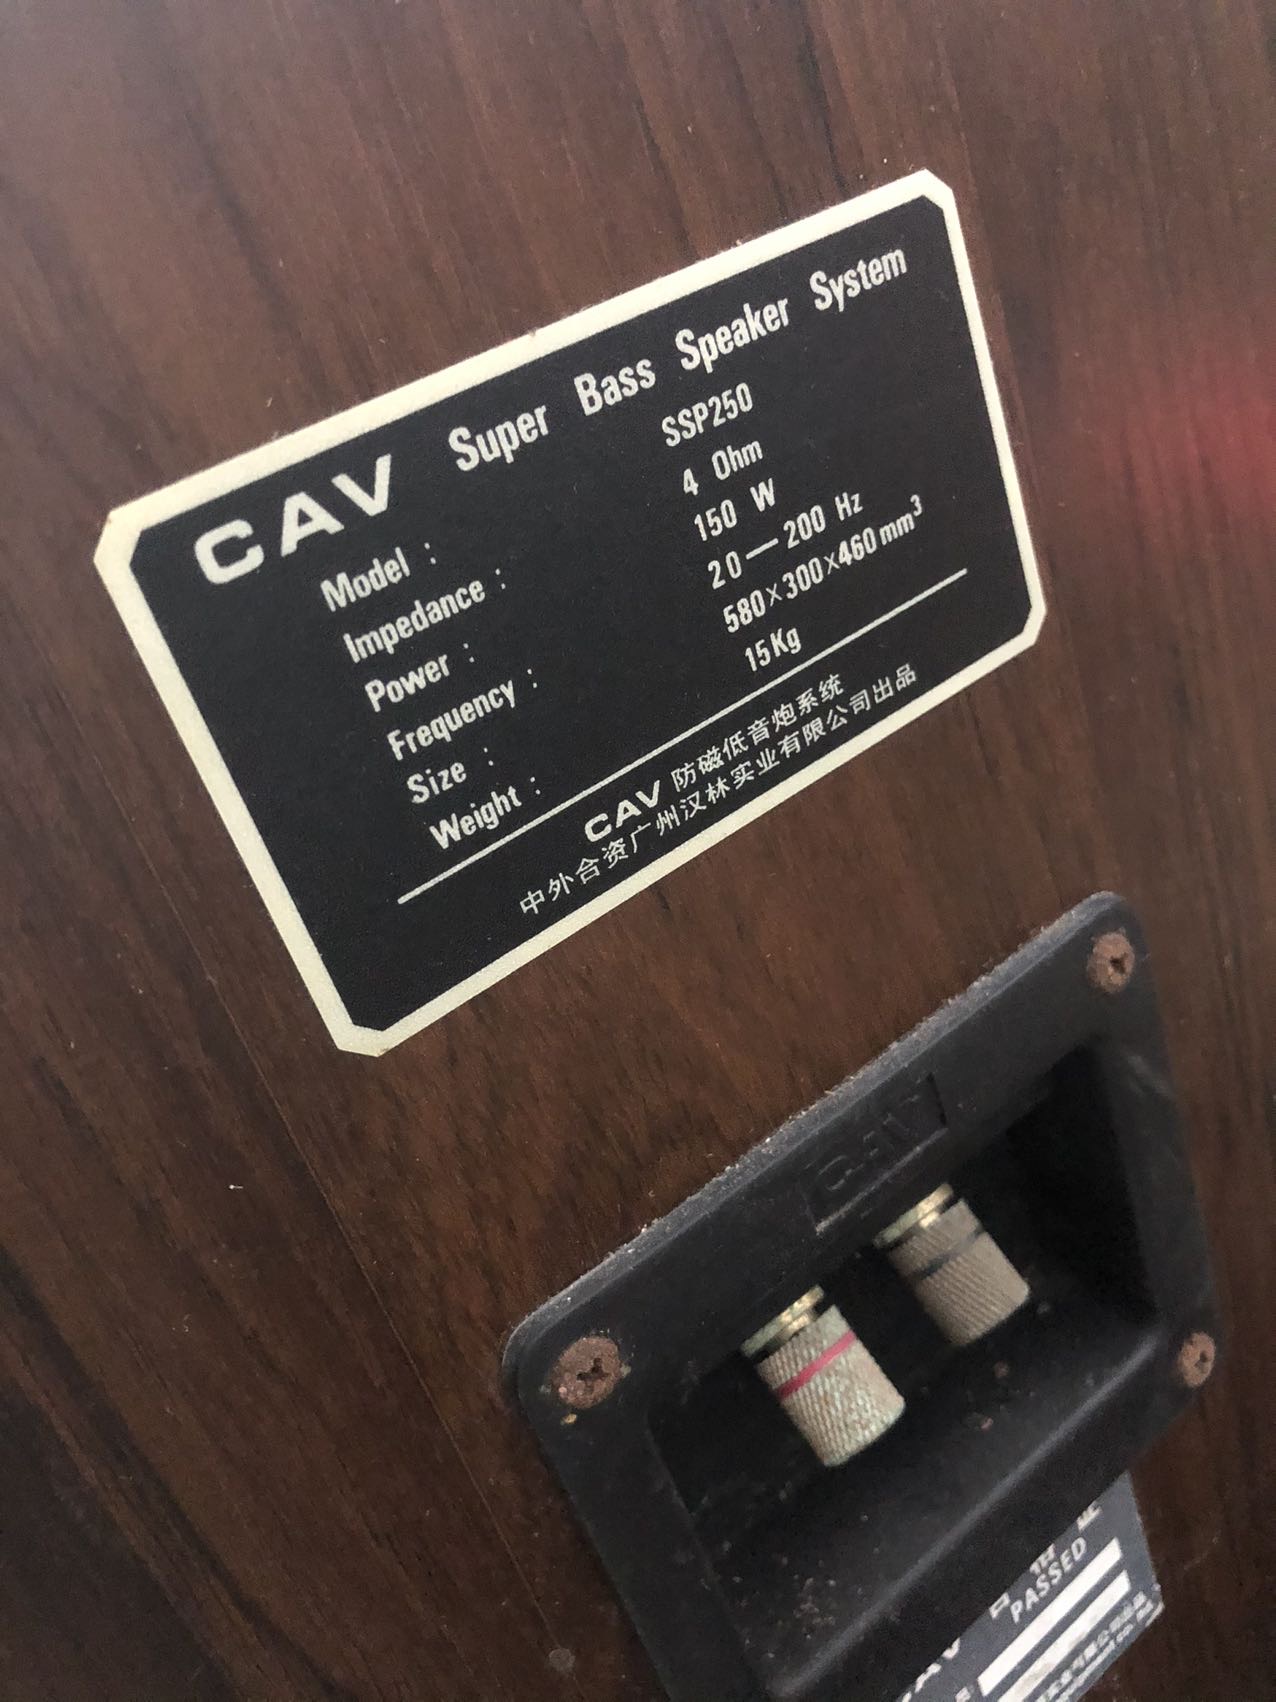 CAV Super Bass Speaker System
Model : SSP250
Impedance : 4 Ohm
Power : 150 W
Frequency : 20—200 Hz
Size : 580×300×460mm³
Weight : 15Kg
CAV 防磁低音炮系统
中外合资广州汉林实业有限公司出品
CAV
PASSED